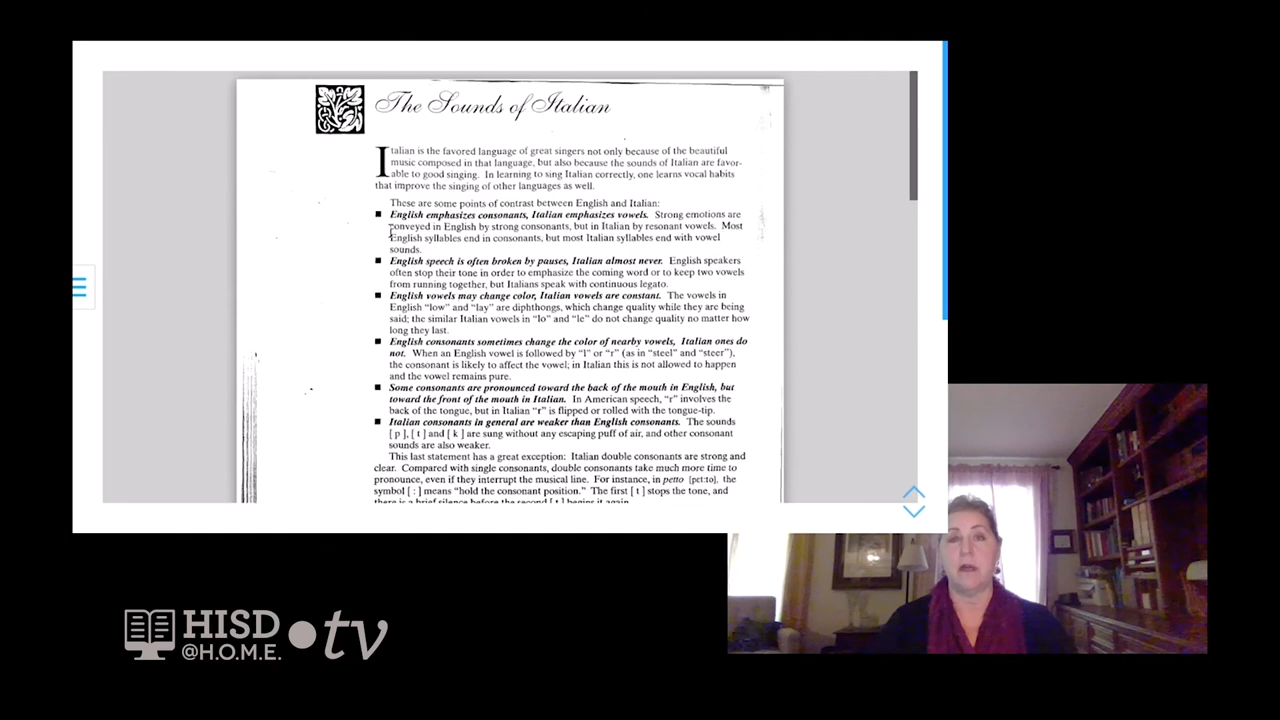 The Sounds of Italian
Italian is the favored language of great singers not only because of the beautiful
music composed in that language, but also because the sounds of Italian are favor-
able to good singing. In learning to sing Italian correctly, one learns vocal habits
that improve the singing of other languages as well.
These are some points of contrast between English and Italian:
■ English emphasizes consonants, Italian emphasizes vowels. Strong emotions are
conveyed in English by strong consonants, but in Italian by resonant vowels. Most
English syllables end in consonants, but most Italian syllables end with vowel
sounds.
■ English speech is often broken by pauses, Italian almost never. English speakers
often stop their tone in order to emphasize the coming word or to keep two vowels
from running together, but Italians speak with continuous legato.
■ English vowels may change color, Italian vowels are constant. The vowels in
English “low” and “lay” are diphthongs, which change quality while they are being
said; the similar Italian vowels in “lo” and “le” do not change quality no matter how
long they last.
■ English consonants sometimes change the color of nearby vowels, Italian ones do
not. When an English vowel is followed by “l” or “r” (as in “steel” and “steer”),
the consonant is likely to affect the vowel; in Italian this is not allowed to happen
and the vowel remains pure.
■ Some consonants are pronounced toward the back of the mouth in English, but
toward the front of the mouth in Italian. In American speech, “r” involves the
back of the tongue, but in Italian “r” is flipped or rolled with the tongue-tip.
■ Italian consonants in general are weaker than English consonants. The sounds
[ p ], [ t ] and [ k ] are sung without any escaping puff of air, and other consonant
sounds are also weaker.
This last statement has a great exception: Italian double consonants are strong and
clear. Compared with single consonants, double consonants take much more time to
pronounce, even if they interrupt the musical line. For instance, in petto [pɛt:to], the
symbol [ : ] means “hold the consonant position.” The first [ t ] stops the tone, and
there is a brief silence before the second [ t ] begins it again.
HISD
@H.O.M.E.
•tv